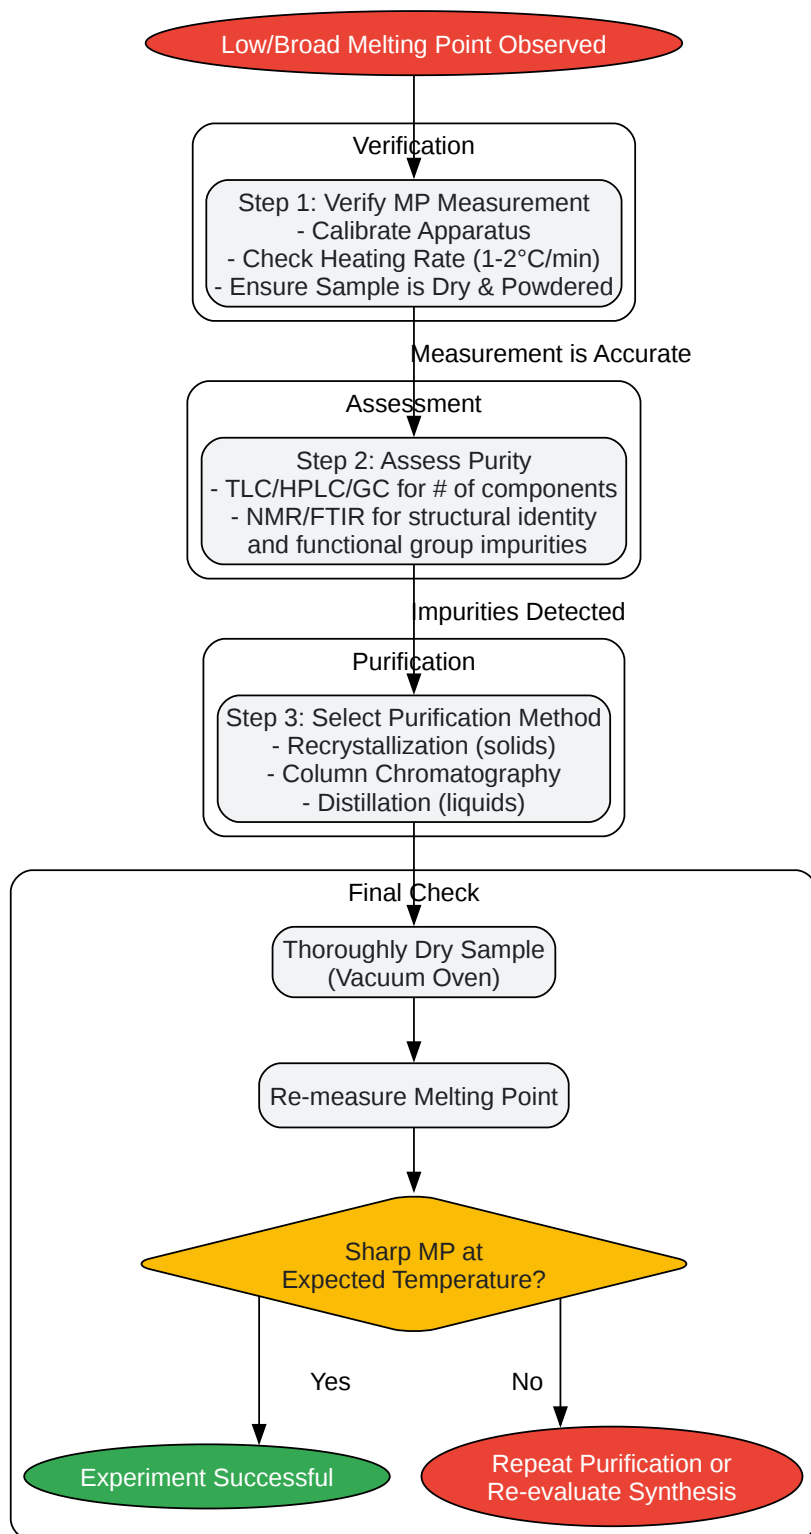 Low/Broad Melting Point Observed
Verification
Step 1: Verify MP Measurement
- Calibrate Apparatus
- Check Heating Rate (1-2°C/min)
- Ensure Sample is Dry & Powdered
Measurement is Accurate
Assessment
Step 2: Assess Purity
- TLC/HPLC/GC for # of components
- NMR/FTIR for structural identity
and functional group impurities
Impurities Detected
Purification
Step 3: Select Purification Method
- Recrystallization (solids)
- Column Chromatography
- Distillation (liquids)
Final Check
Thoroughly Dry Sample
(Vacuum Oven)
Re-measure Melting Point
Sharp MP at
Expected Temperature?
Yes
No
Experiment Successful
Repeat Purification or
Re-evaluate Synthesis